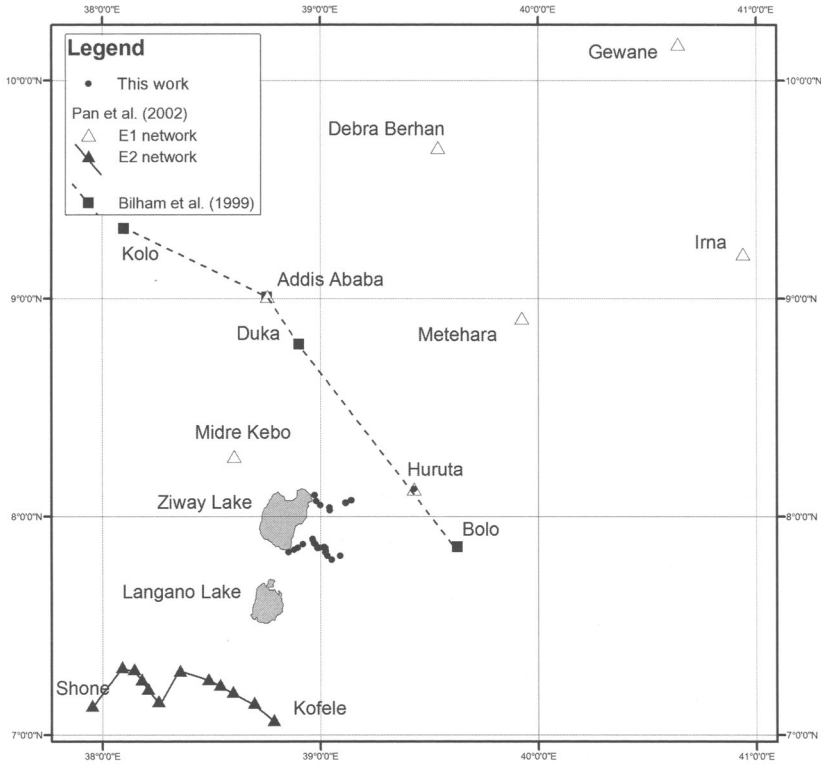 38°0'0"E 39°0'0"E 40°0'0"E 41°0'0"E
Legend
Gewane
10°0'0"N 10°0'0"N
This work
Pan et al. (2002)
E1 network
Debra Berhan
E2 network
Bilham et al. (1999)
Irna
Kolo
Addis Ababa
9°0'0"N 9°0'0"N
Duka
Metehara
Midre Kebo
Huruta
Ziway Lake
8°0'0"N 8°0'0"N
Bolo
Langano Lake
Shone
Kofele
7°0'0"N 7°0'0"N
38°0'0"E 39°0'0"E 40°0'0"E 41°0'0"E